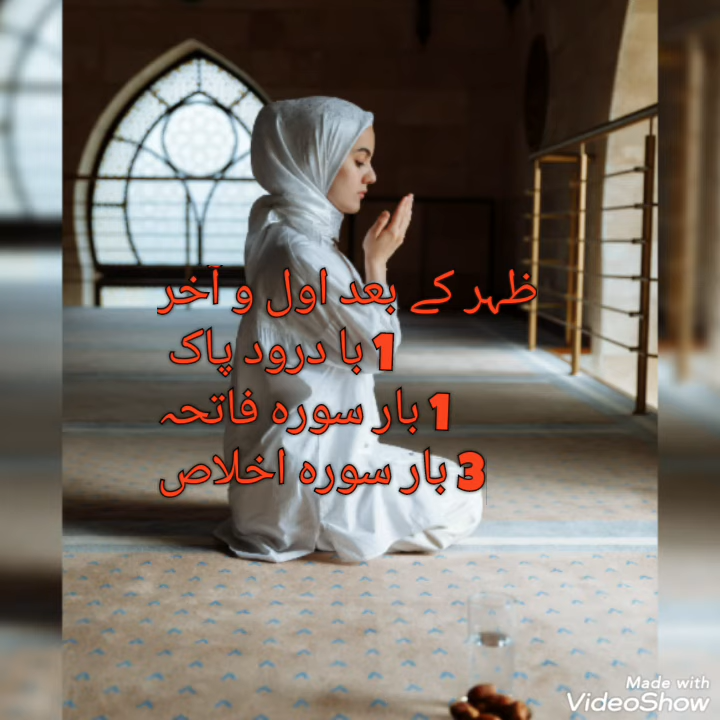 ظہر کے بعد اول و آخر
1 با درود پاک
1 بار سورہ فاتحہ
3 بار سورہ اخلاص
Made with
VideoShow